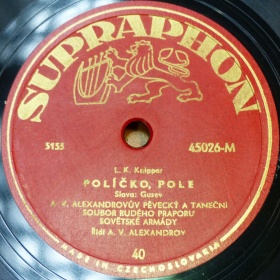 SUPRAPHON
5155
45026-M
L. K. Knipper
POLÍČKO, POLE
Slova: Gusev
A. V. ALEXANDROVŮV PĚVECKÝ A TANEČNÍ
SOUBOR RUDÉHO PRAPORU
SOVĚTSKÉ ARMÁDY
Řídí A. V. ALEXANDROV
40
MADE IN CZECHOSLOVAKIA